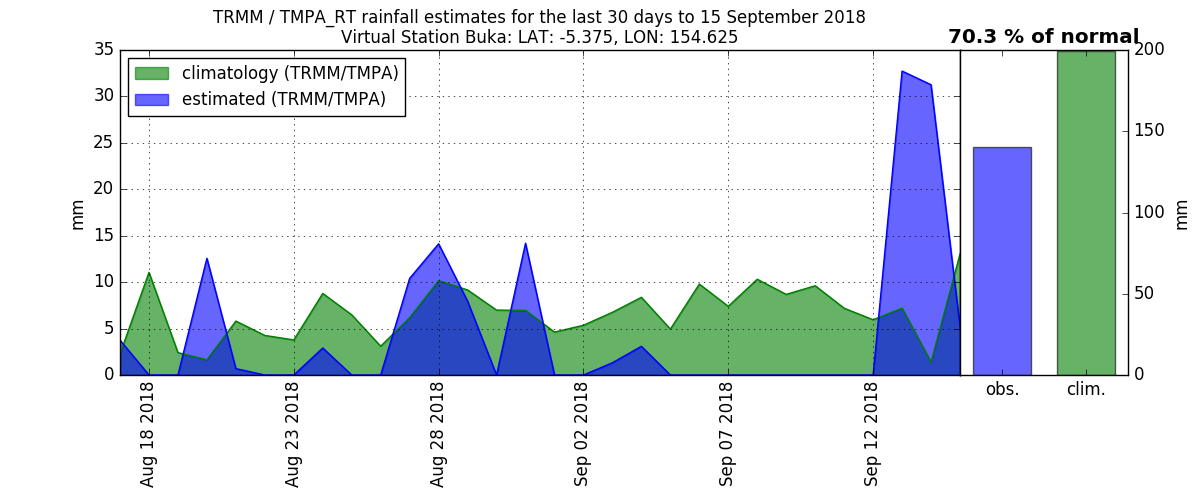 TRMM / TMPA_RT rainfall estimates for the last 30 days to 15 September 2018
Virtual Station Buka: LAT: -5.375, LON: 154.625
70.3 % of normal
climatology (TRMM/TMPA)
estimated (TRMM/TMPA)
35
30
25
20
15
10
5
0
mm
Aug 18 2018
Aug 23 2018
Aug 28 2018
Sep 02 2018
Sep 07 2018
Sep 12 2018
obs.
clim.
200
150
100
50
0
mm